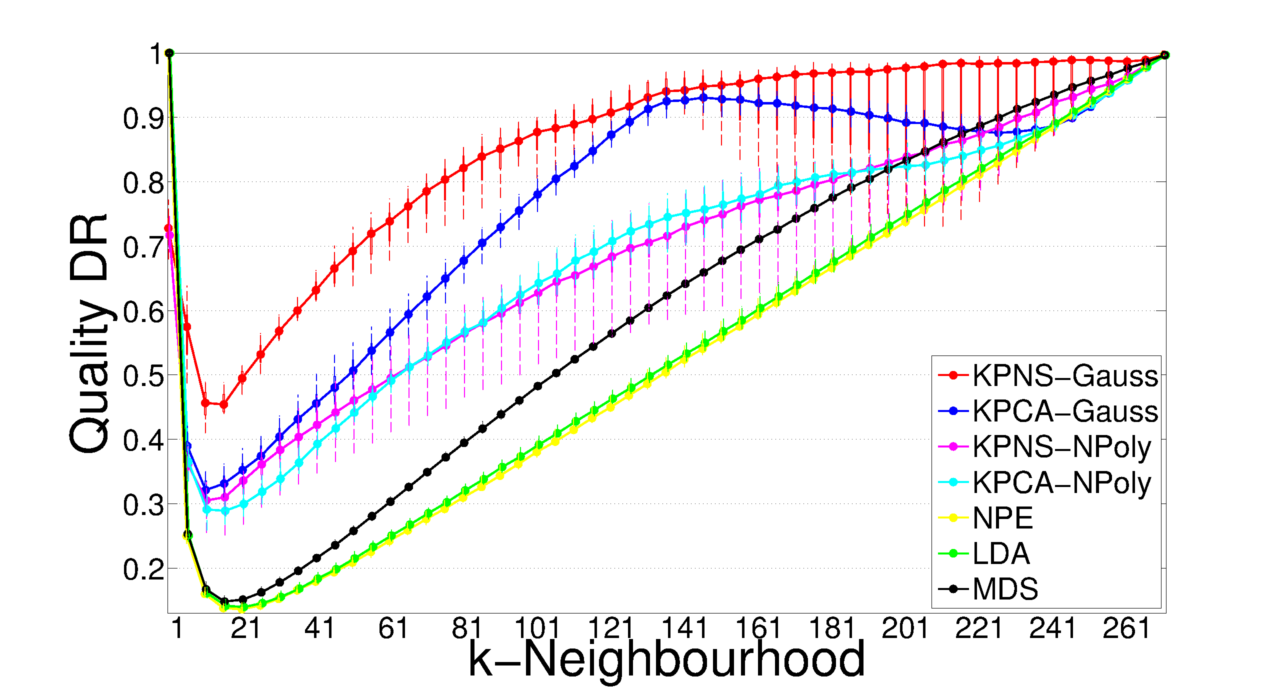 1
0.9
0.8
0.7
0.6
0.5
0.4
0.3
0.2
Quality DR
KPNS−Gauss
KPCA−Gauss
KPNS−NPoly
KPCA−NPoly
NPE
LDA
MDS
1 21 41 61 81 101 121 141 161 181 201 221 241 261
k−Neighbourhood